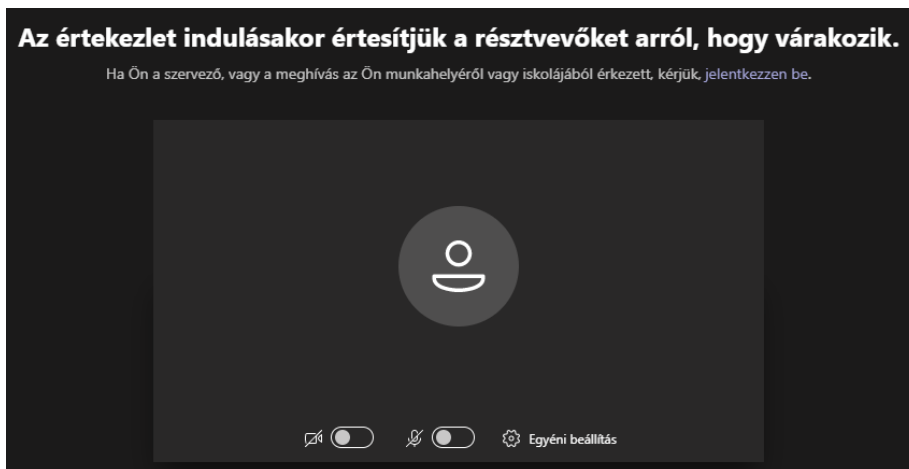 Az értekezlet indulásakor értesítjük a résztvevőket arról, hogy várakozik.
Ha Ön a szervező, vagy a meghívás az Ön munkahelyéről vagy iskolájából érkezett, kérjük, jelentkezzen be.
Egyéni beállítás